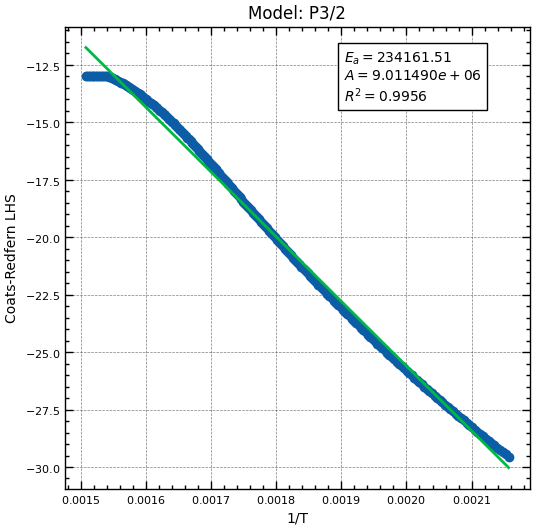 Model: P3/2
E_a = 234161.51
A = 9.011490e + 06
R² = 0.9956
Coats-Redfern LHS
−12.5
−15.0
−17.5
−20.0
−22.5
−25.0
−27.5
−30.0
0.0015 0.0016 0.0017 0.0018 0.0019 0.0020 0.0021
1/T